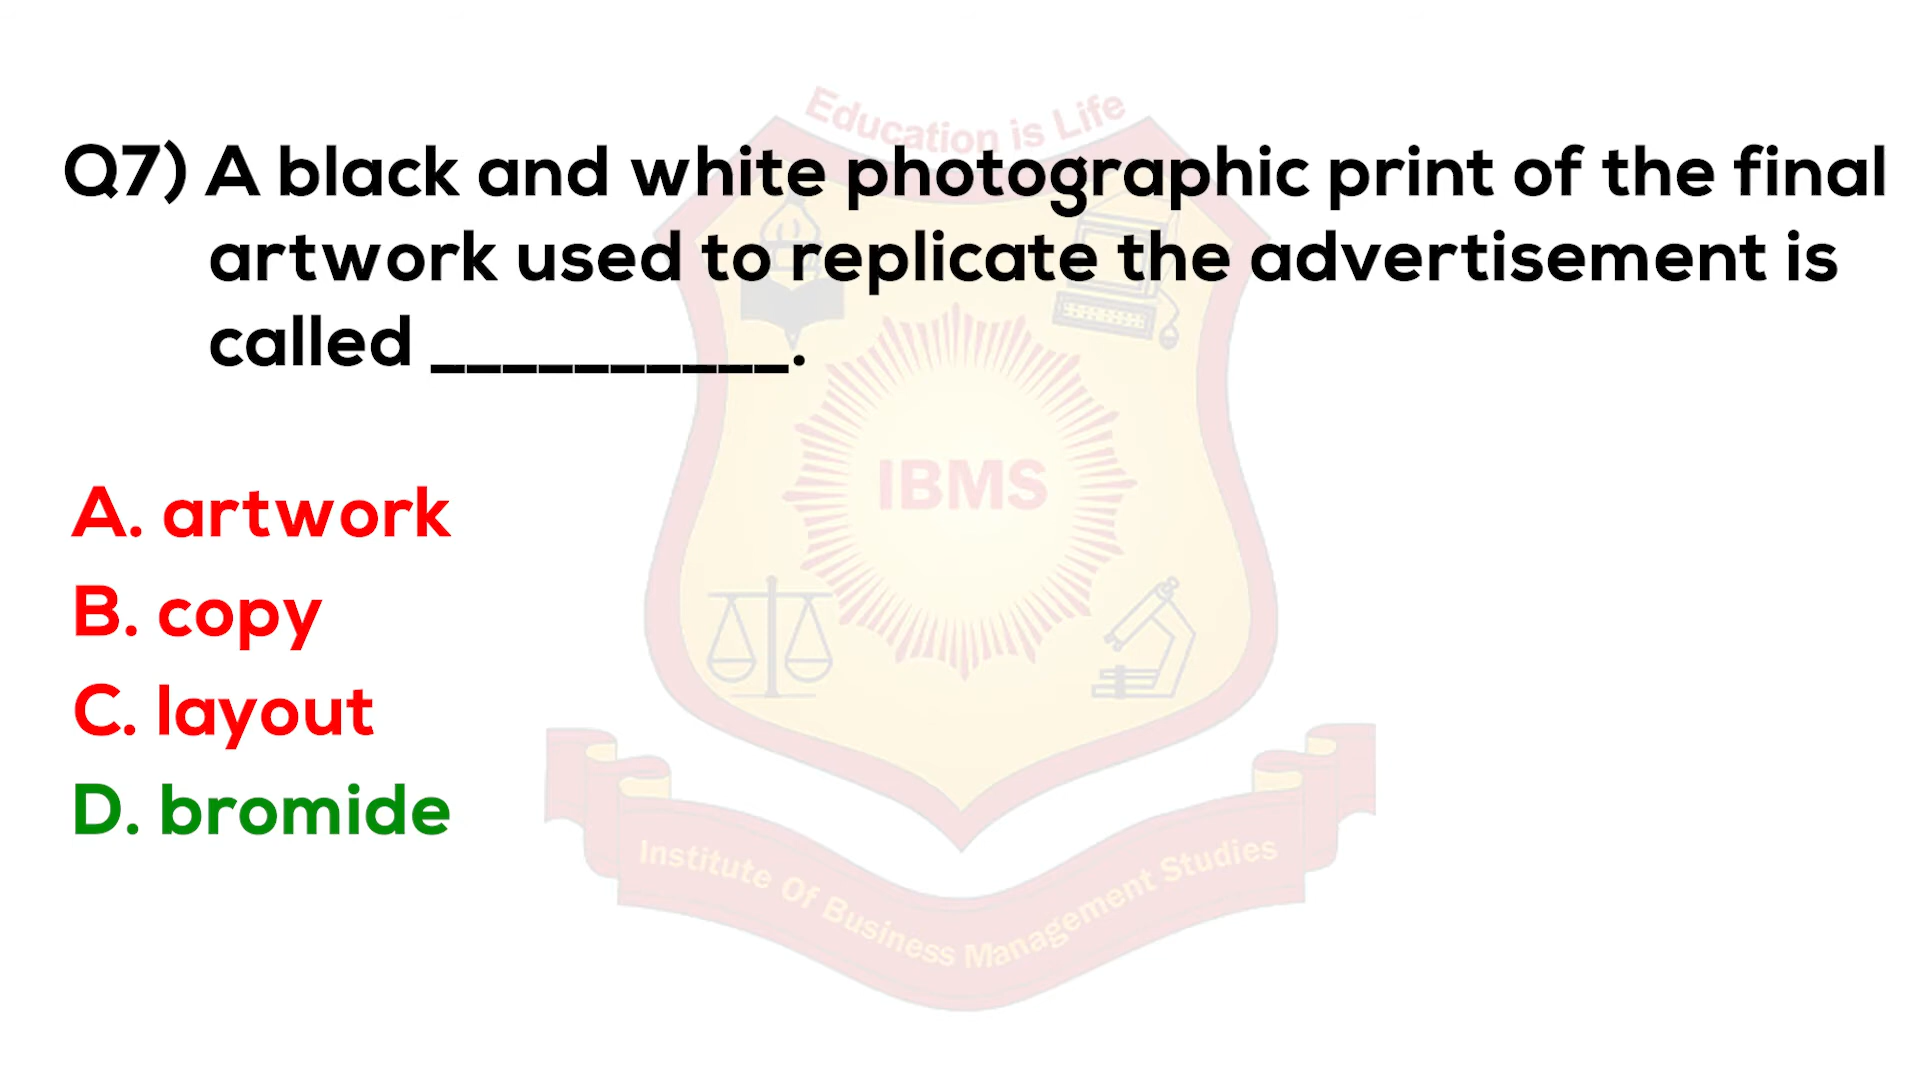 Education is Life
Q7) A black and white photographic print of the final
artwork used to replicate the advertisement is
called __________.
IBMS
A. artwork
B. copy
C. layout
D. bromide
Institute Of Business Management Studies